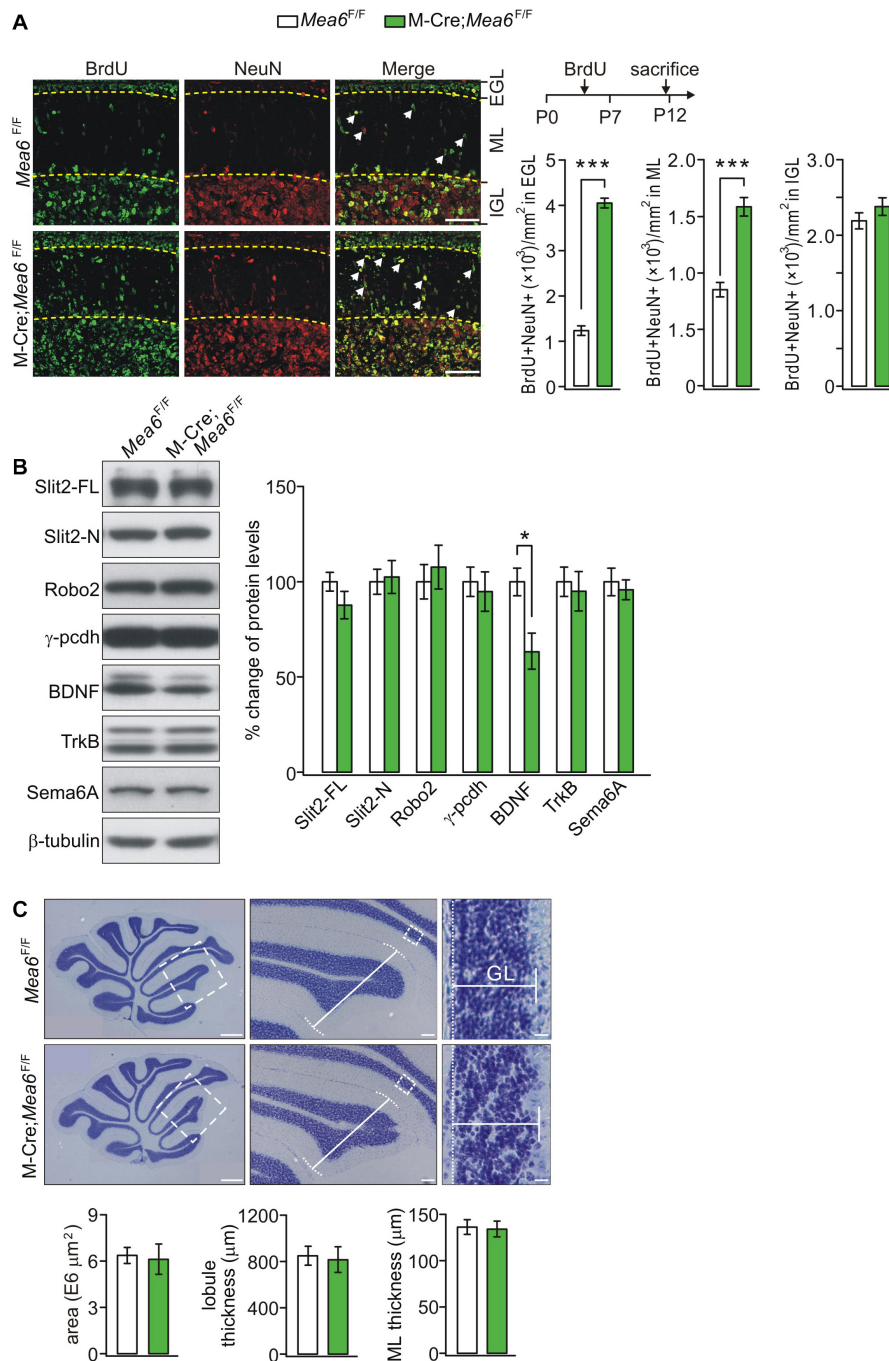 A
Mea6F/F M-Cre;Mea6F/F
BrdU NeuN Merge
Mea6F/F
M-Cre;Mea6F/F
EGL
ML
IGL
BrdU sacrifice
P0 P7 P12
BrdU+NeuN+ (×10³)/mm² in EGL
5
4
3
2
1
0
***
BrdU+NeuN+ (×10³)/mm² in ML
2.0
1.5
1.0
1.5
0
***
BrdU+NeuN+ (×10³)/mm² in IGL
3.0
2.0
1.0
0
B
Mea6F/F M-Cre;
Mea6F/F
Slit2-FL
Slit2-N
Robo2
γ-pcdh
BDNF
TrkB
Sema6A
β-tubulin
% change of protein levels
150
100
50
0
*
Slit2-FL Slit2-N Robo2 γ-pcdh BDNF TrkB Sema6A
C
Mea6F/F
M-Cre;Mea6F/F
GL
area (E6 μm²)
9
6
3
0
lobule
thickness (μm)
1200
800
400
0
ML thickness (μm)
150
100
50
0